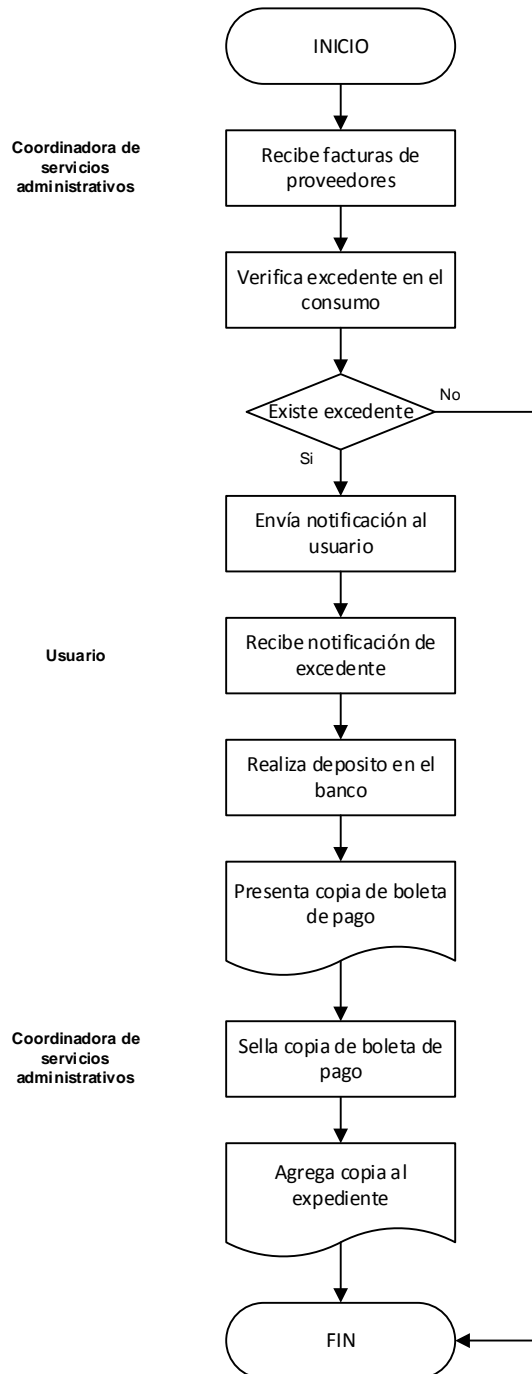 INICIO
Coordinadora de
servicios
administrativos
Recibe facturas de
proveedores
Verifica excedente en el
consumo
Existe excedente
No
Si
Envía notificación al
usuario
Usuario
Recibe notificación de
excedente
Realiza deposito en el
banco
Presenta copia de boleta
de pago
Coordinadora de
servicios
administrativos
Sella copia de boleta de
pago
Agrega copia al
expediente
FIN